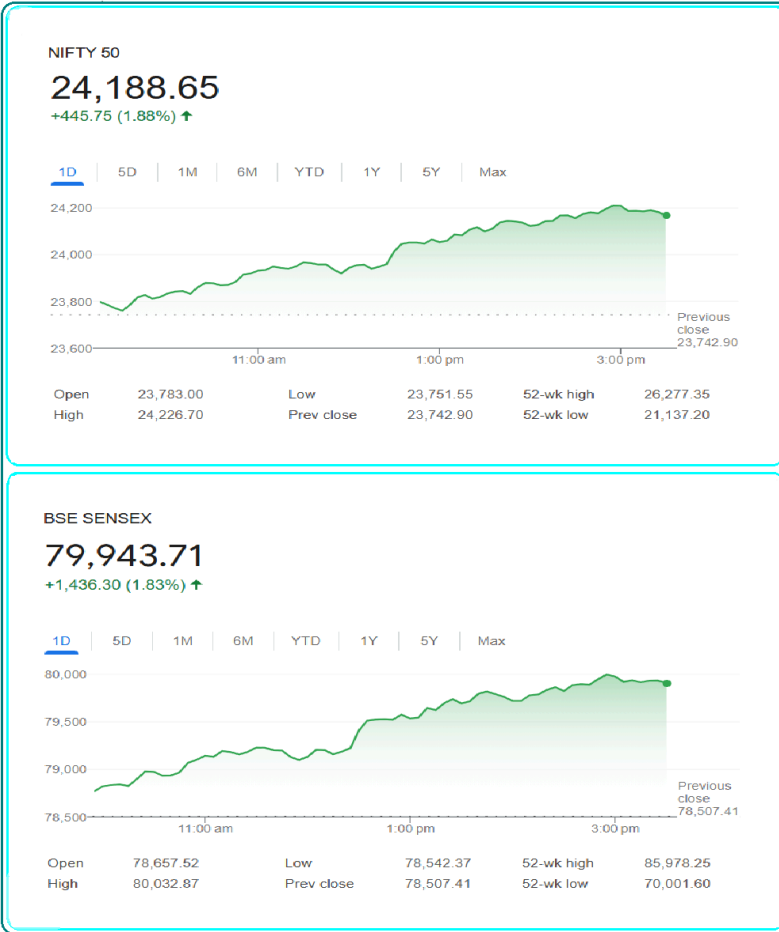 NIFTY 50
24,188.65
+445.75 (1.88%) ↑
1D 5D 1M 6M YTD 1Y 5Y Max
24,200
24,000
23,800
Previous
close
23,742.90
23,600
11:00 am 1:00 pm 3:00 pm
Open 23,783.00 Low 23,751.55 52-wk high 26,277.35
High 24,226.70 Prev close 23,742.90 52-wk low 21,137.20
BSE SENSEX
79,943.71
+1,436.30 (1.83%) ↑
1D 5D 1M 6M YTD 1Y 5Y Max
80,000
79,500
79,000
Previous
close
78,507.41
78,500
11:00 am 1:00 pm 3:00 pm
Open 78,657.52 Low 78,542.37 52-wk high 85,978.25
High 80,032.87 Prev close 78,507.41 52-wk low 70,001.60